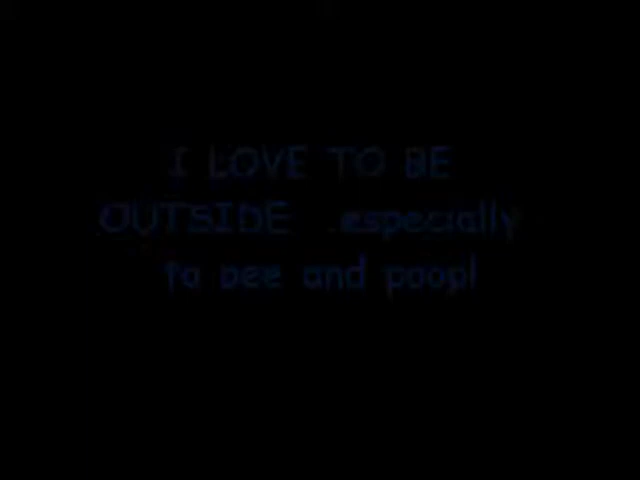 I LOVE TO BE
OUTSIDE ...especially
to pee and poop!